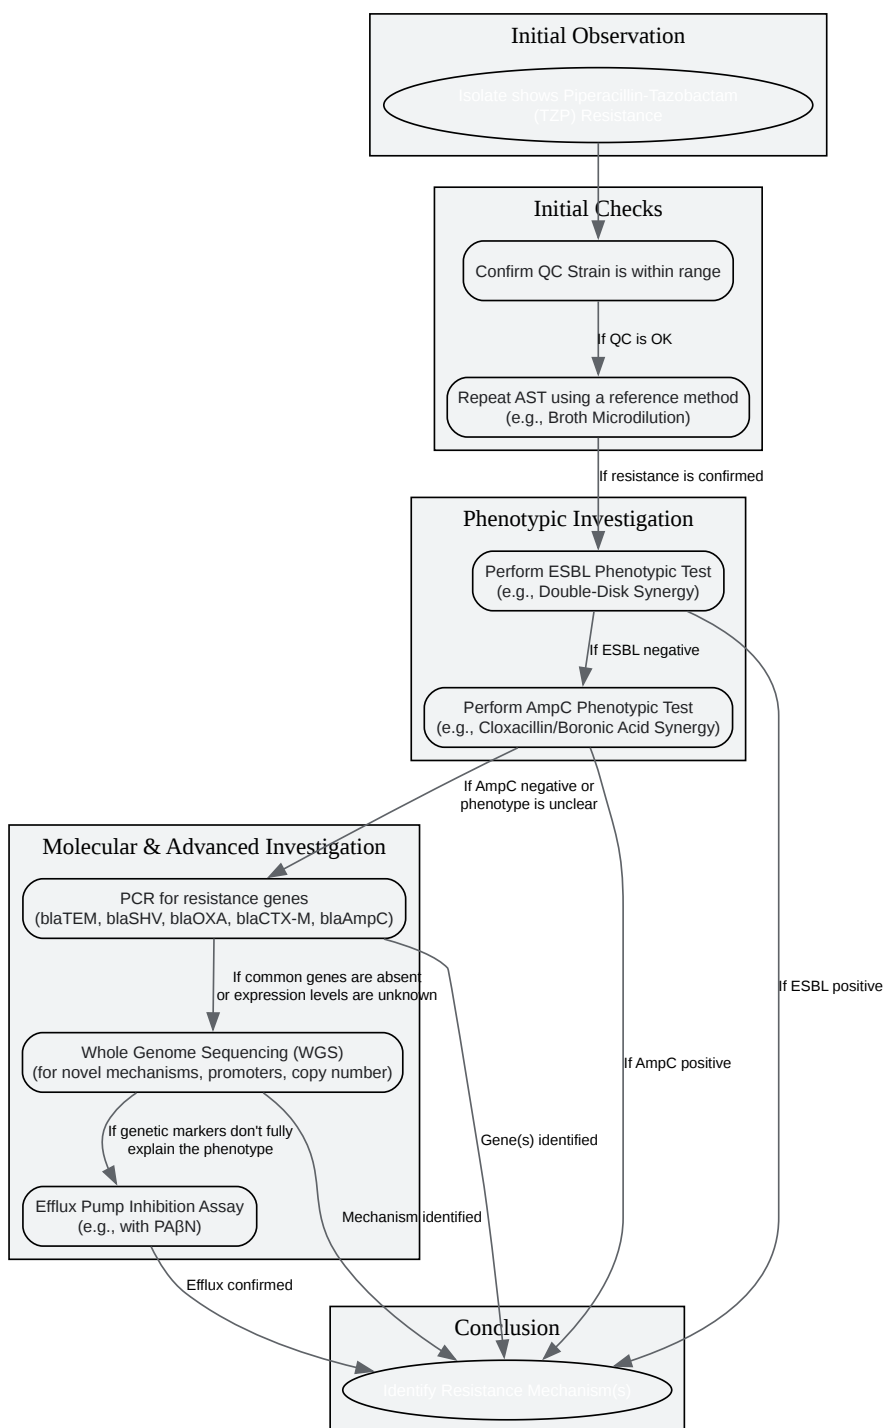 Initial Observation
Isolate shows Piperacillin-Tazobactam
(TZP) Resistance
Initial Checks
Confirm QC Strain is within range
If QC is OK
Repeat AST using a reference method
(e.g., Broth Microdilution)
If resistance is confirmed
Phenotypic Investigation
Perform ESBL Phenotypic Test
(e.g., Double-Disk Synergy)
If ESBL negative
Perform AmpC Phenotypic Test
(e.g., Cloxacillin/Boronic Acid Synergy)
If AmpC negative or
phenotype is unclear
Molecular & Advanced Investigation
PCR for resistance genes
(blaTEM, blaSHV, blaOXA, blaCTX-M, blaAmpC)
If common genes are absent
or expression levels are unknown
If ESBL positive
Whole Genome Sequencing (WGS)
(for novel mechanisms, promoters, copy number)
If AmpC positive
If genetic markers don't fully
explain the phenotype
Gene(s) identified
Efflux Pump Inhibition Assay
(e.g., with PAβN)
Mechanism identified
Efflux confirmed
Conclusion
Identify Resistance Mechanism(s)